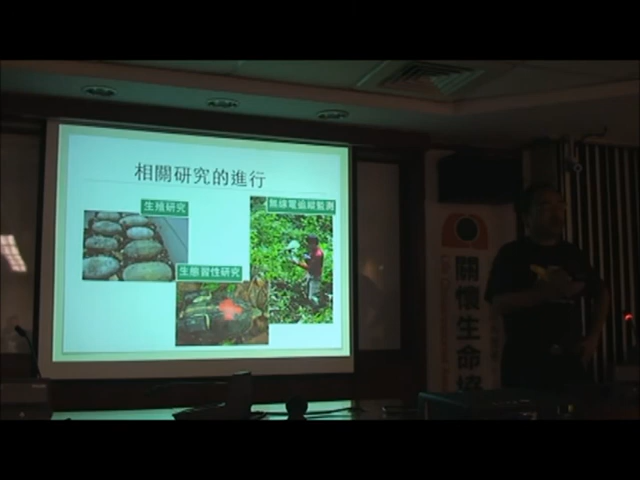 相關研究的進行
生殖研究
無線電追蹤監測
生態習性研究
關懷生命